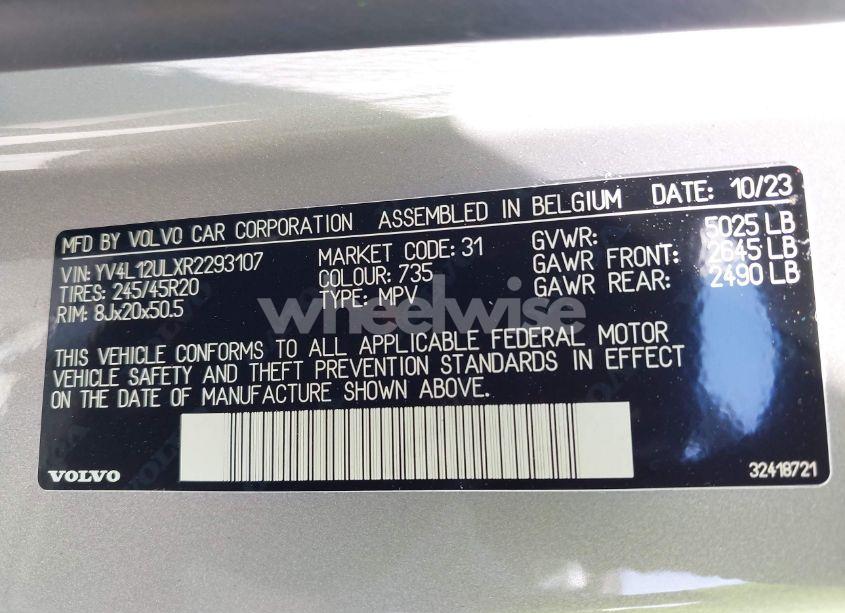 MFD BY VOLVO CAR CORPORATION ASSEMBLED IN BELGIUM DATE: 10/23
VIN: YV4L12ULXR2293107 MARKET CODE: 31 GVWR: 5025 LB
TIRES: 245/45R20 COLOUR: 735 GAWR FRONT: 2645 LB
RIM: 8Jx20x50.5 TYPE: MPV GAWR REAR: 2490 LB
wheelwise
THIS VEHICLE CONFORMS TO ALL APPLICABLE FEDERAL MOTOR
VEHICLE SAFETY AND THEFT PREVENTION STANDARDS IN EFFECT
ON THE DATE OF MANUFACTURE SHOWN ABOVE.
VOLVO 32418721